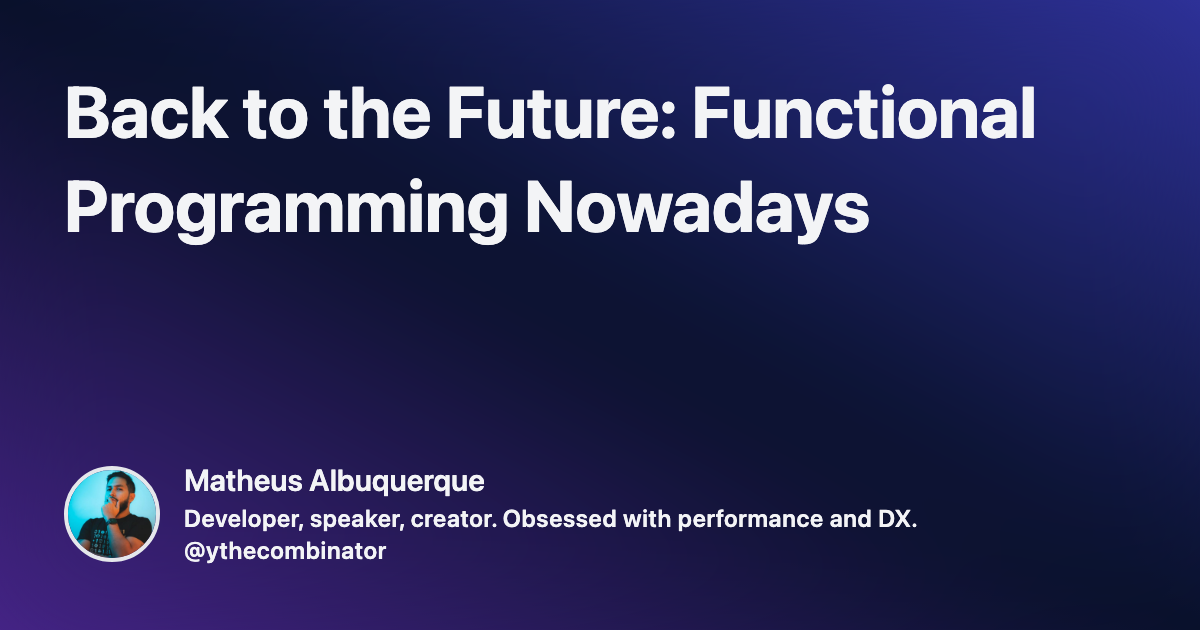 Back to the Future: Functional
Programming Nowadays
Matheus Albuquerque
Developer, speaker, creator. Obsessed with performance and DX.
@ythecombinator